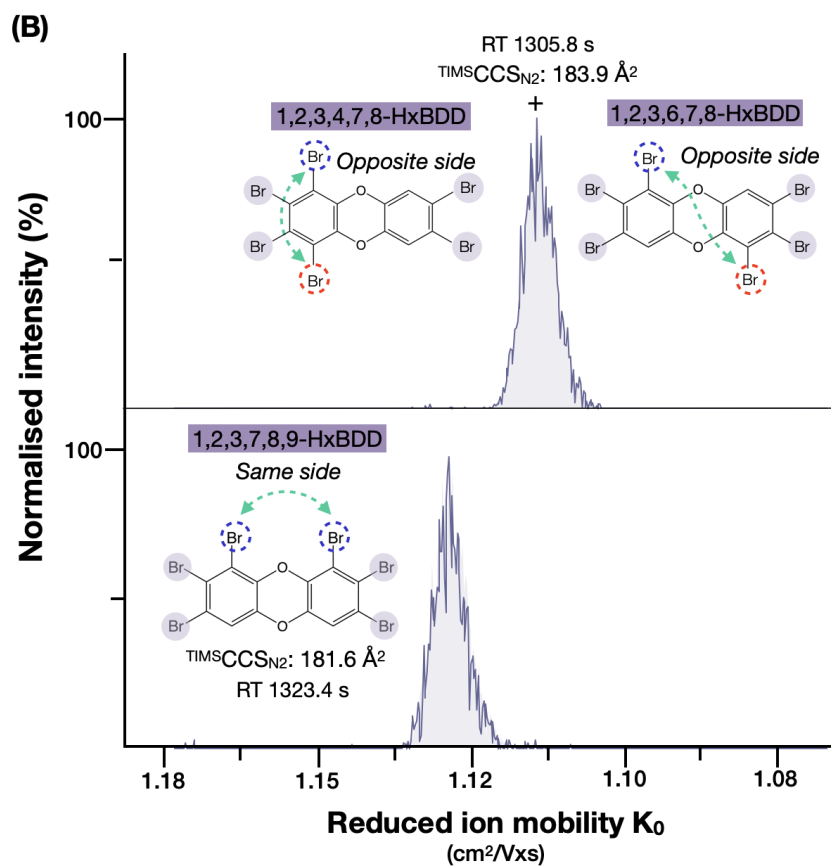 (B)
RT 1305.8 s
TIMSCCSN2: 183.9 Å2
+
100
1,2,3,4,7,8-HxBDD
1,2,3,6,7,8-HxBDD
Br Opposite side
Br Opposite side
Br O Br
Br O Br
Br O Br
Br O Br
Br
Br
Normalised intensity (%)
100
1,2,3,7,8,9-HxBDD
Same side
Br Br
Br O Br
Br O Br
TIMSCCSN2: 181.6 Å2
RT 1323.4 s
1.18 1.15 1.12 1.10 1.08
Reduced ion mobility K0
(cm2/Vxs)